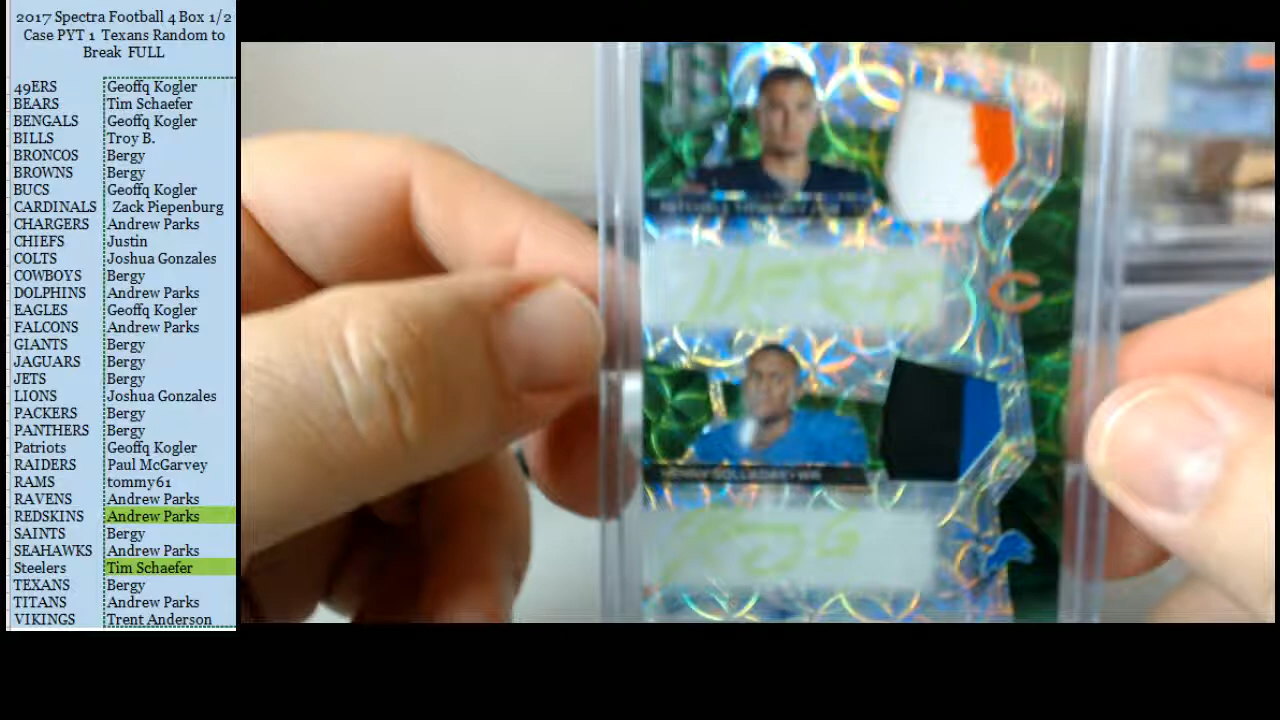 2017 Spectra Football 4 Box 1/2
Case PYT 1 Texans Random to
Break FULL
49ERS Geoffq Kogler
BEARS Tim Schaefer
BENGALS Geoffq Kogler
BILLS Troy B.
BRONCOS Bergy
BROWNS Bergy
BUCS Geoffq Kogler
CARDINALS Zack Piepenburg
CHARGERS Andrew Parks
CHIEFS Justin
COLTS Joshua Gonzales
COWBOYS Bergy
DOLPHINS Andrew Parks
EAGLES Geoffq Kogler
FALCONS Andrew Parks
GIANTS Bergy
JAGUARS Bergy
JETS Bergy
LIONS Joshua Gonzales
PACKERS Bergy
PANTHERS Bergy
Patriots Geoffq Kogler
RAIDERS Paul McGarvey
RAMS tommy61
RAVENS Andrew Parks
REDSKINS Andrew Parks
SAINTS Bergy
SEAHAWKS Andrew Parks
Steelers Tim Schaefer
TEXANS Bergy
TITANS Andrew Parks
VIKINGS Trent Anderson
C